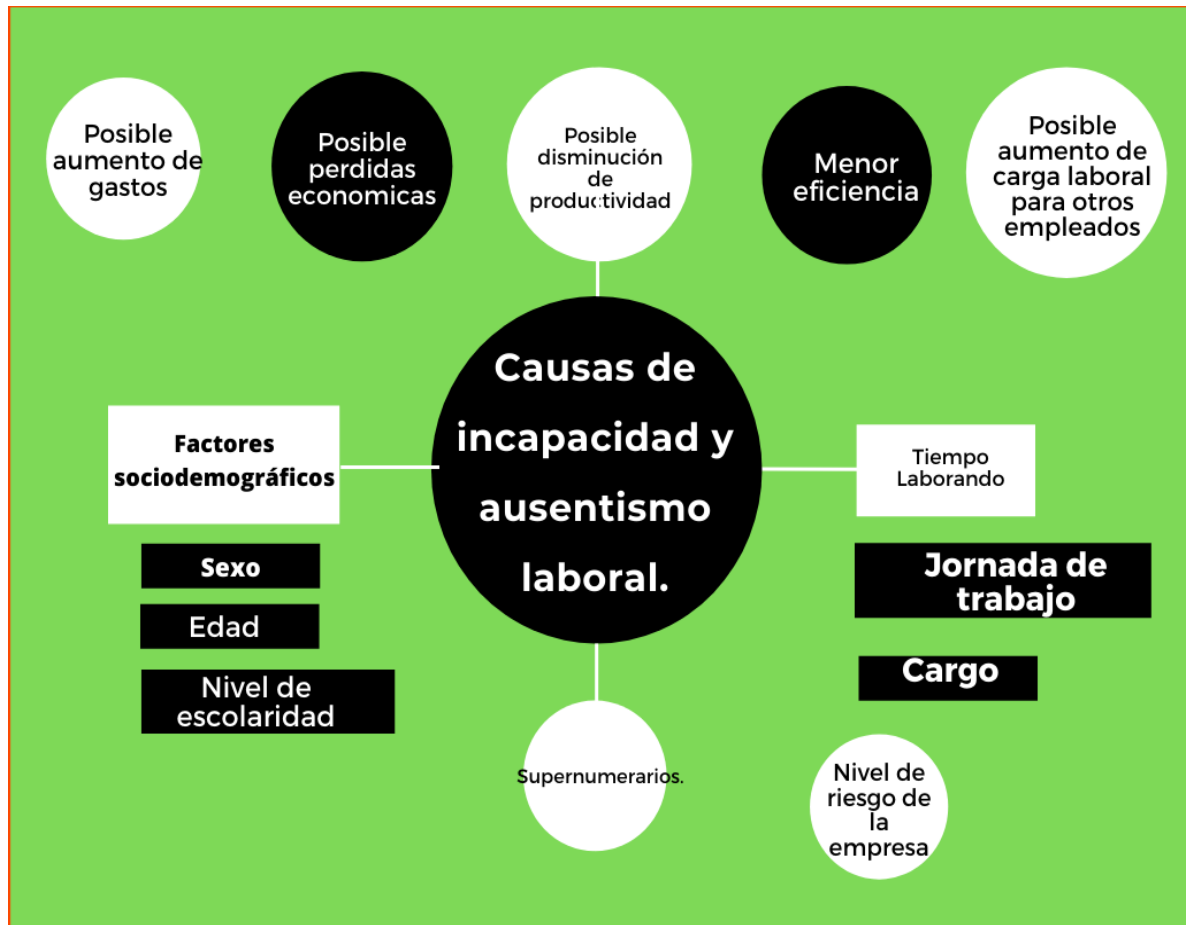 Posible
aumento de
gastos
Posible
perdidas
economicas
Posible
disminución
de
productividad
Menor
eficiencia
Posible
aumento de
carga laboral
para otros
empleados
Causas de
incapacidad y
ausentismo
laboral.
Factores
sociodemográficos
Sexo
Edad
Nivel de
escolaridad
Tiempo
Laborando
Jornada de
trabajo
Cargo
Supernumerarios.
Nivel de
riesgo de
la
empresa